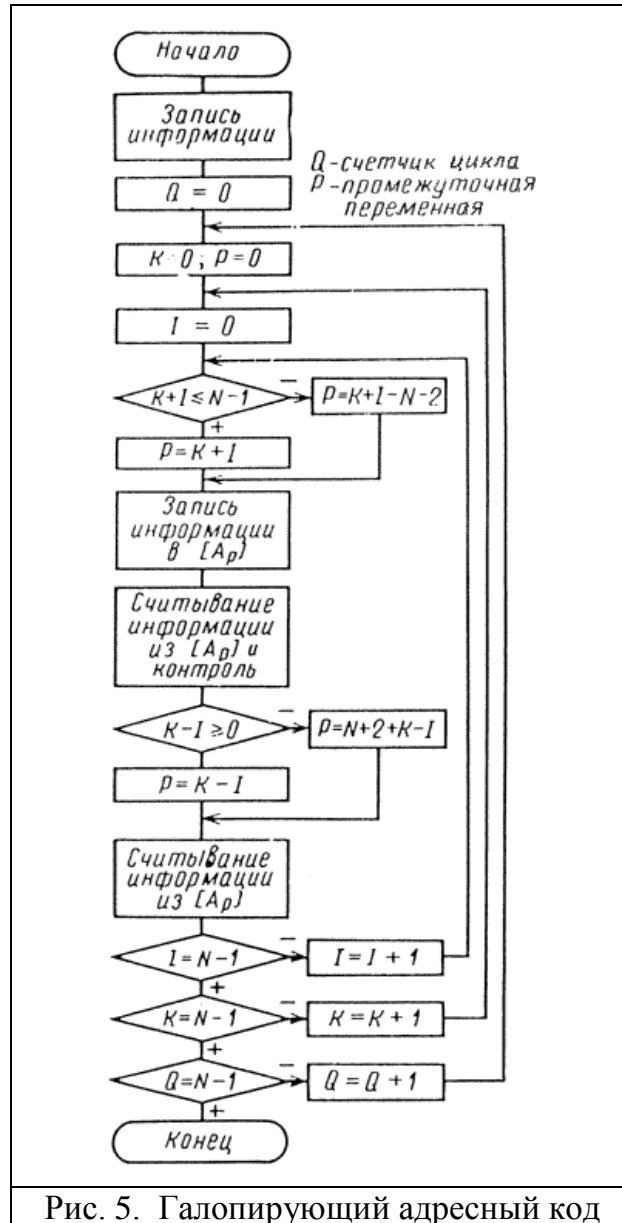 Начало
Запись
информации
Q-счетчик цикла
P-промежуточная
переменная
Q = 0
K=0; P=0
I = 0
K+I≤N-1
−
P=K+I-N-2
+
P=K+I
Запись
информации
в [Ap]
Считывание
информации
из [Ap] и
контроль
K-I≥0
−
P=N+2+K-I
P=K-I
Считывание
информации
из [Ap]
I=N-1
−
I=I+1
+
K=N-1
−
K=K+1
+
Q=N-1
−
Q=Q+1
+
Конец
Рис. 5. Галопирующий адресный код